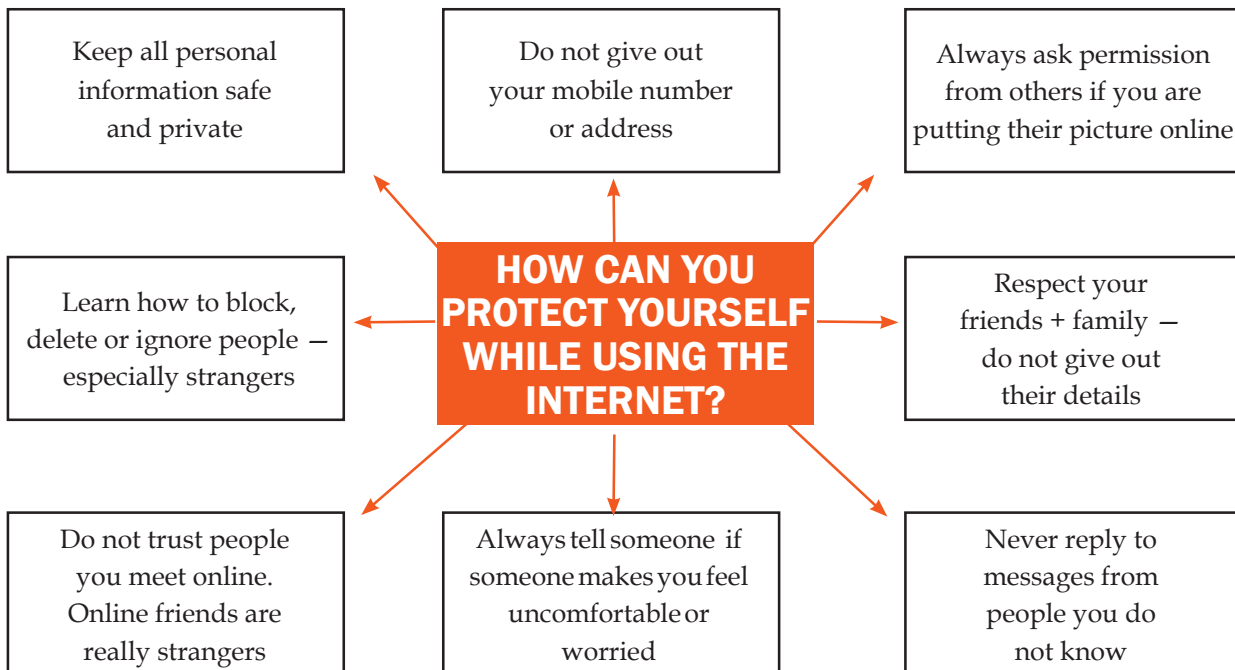 Keep all personal
information safe
and private
Do not give out
your mobile number
or address
Always ask permission
from others if you are
putting their picture online
Learn how to block,
delete or ignore people —
especially strangers
HOW CAN YOU
PROTECT YOURSELF
WHILE USING THE
INTERNET?
Respect your
friends + family —
do not give out
their details
Do not trust people
you meet online.
Online friends are
really strangers
Always tell someone if
someone makes you feel
uncomfortable or
worried
Never reply to
messages from
people you do
not know